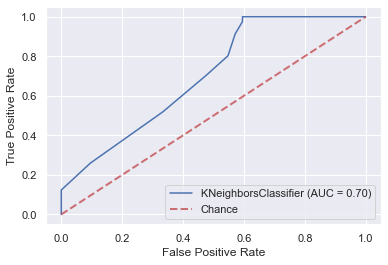 1.0
0.8
0.6
0.4
0.2
0.0
True Positive Rate
KNeighborsClassifier (AUC = 0.70)
Chance
0.0 0.2 0.4 0.6 0.8 1.0
False Positive Rate